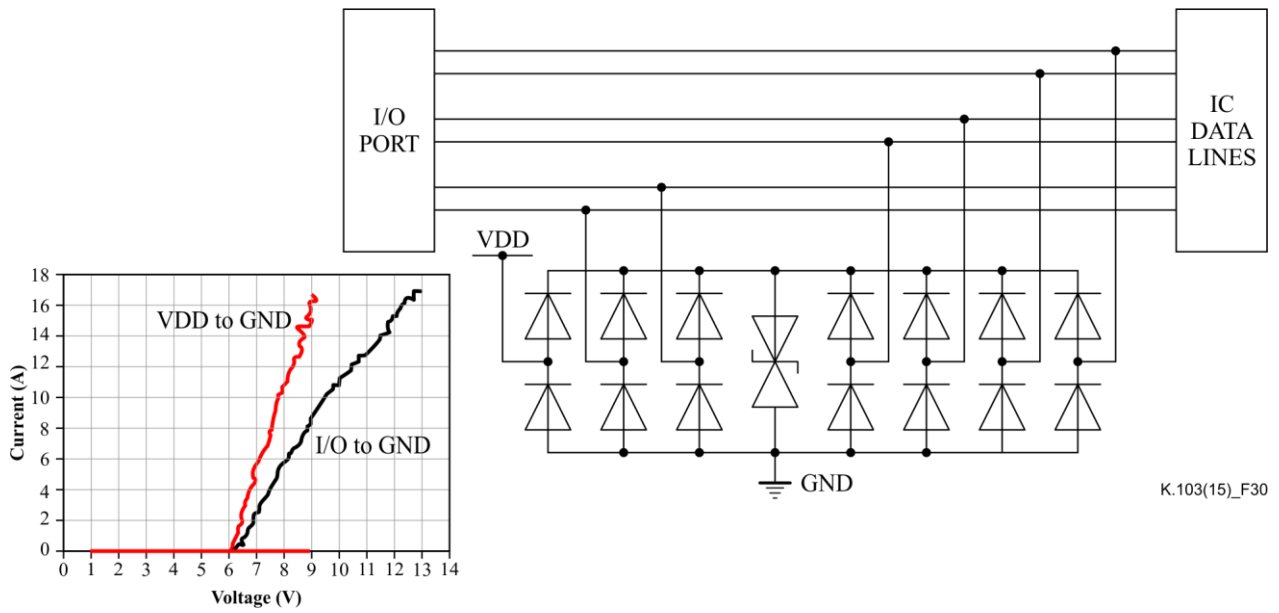 I/O
PORT
IC
DATA
LINES
VDD
18
16
14
12
10
8
6
4
2
0
Current (A)
VDD to GND
I/O to GND
0 1 2 3 4 5 6 7 8 9 10 11 12 13 14
Voltage (V)
GND
K.103(15)_F30